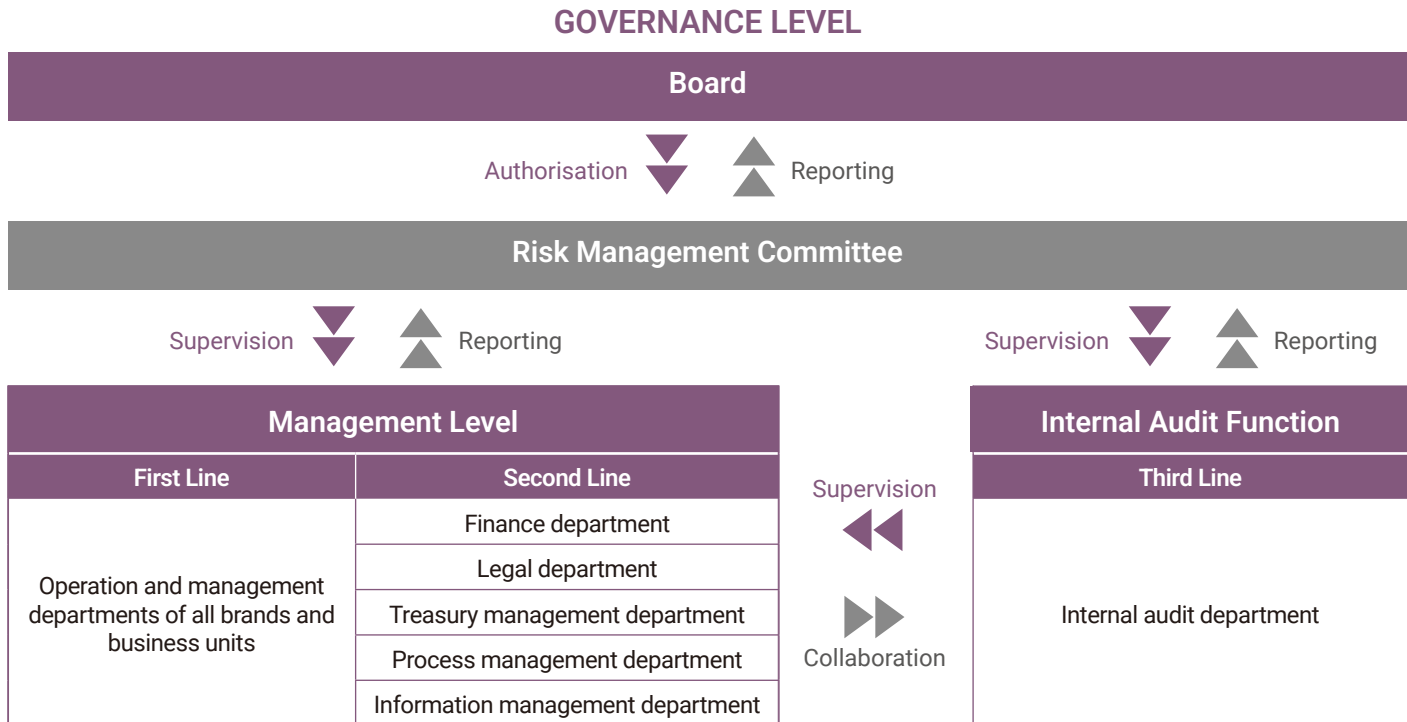 GOVERNANCE LEVEL
Board
Authorisation
Reporting
Risk Management Committee
Supervision
Reporting
Supervision
Reporting
Management Level
First Line
Second Line
Operation and management
departments of all brands and
business units
Finance department
Legal department
Treasury management department
Process management department
Information management department
Supervision
Collaboration
Internal Audit Function
Third Line
Internal audit department